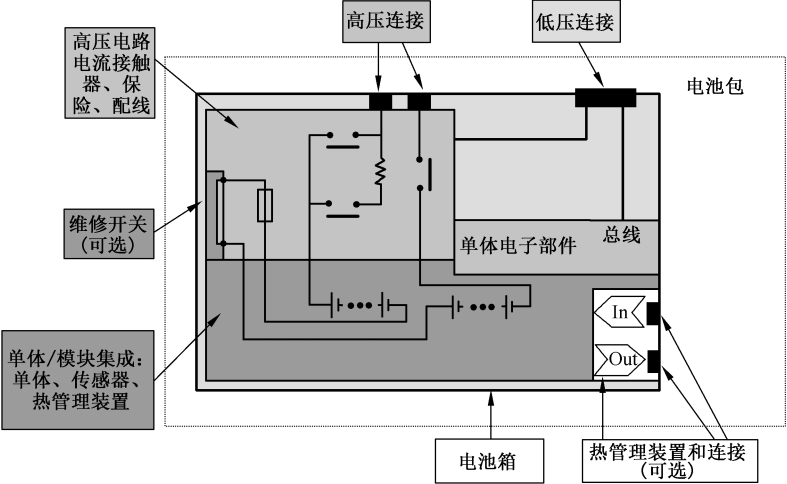 高压连接
低压连接
高压电路
电流接触
器、保
险、配线
电池包
维修开关
(可选)
单体电子部件
总线
In
Out
单体/模块集成:
单体、传感器、
热管理装置
电池箱
热管理装置和连接
(可选)